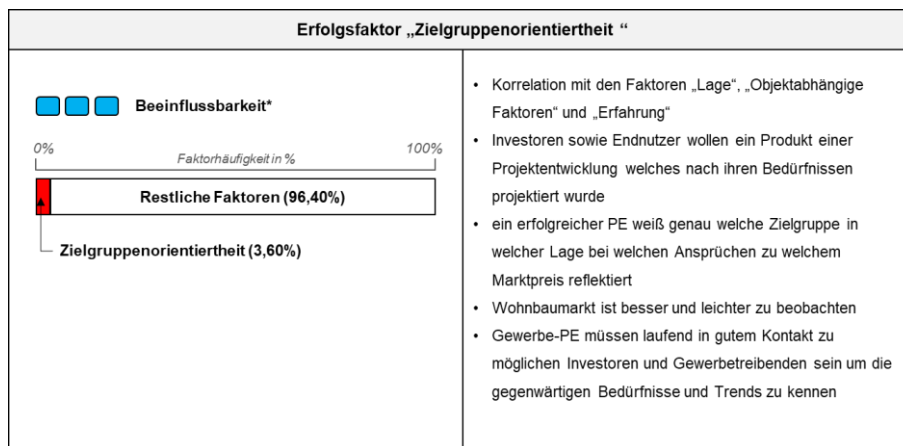 Erfolgsfaktor „Zielgruppenorientiertheit “
Beeinflussbarkeit*
0%
Faktorhäufigkeit in %
100%
Restliche Faktoren (96,40%)
Zielgruppenorientiertheit (3,60%)
• Korrelation mit den Faktoren „Lage“, „Objektabhängige
Faktoren“ und „Erfahrung“
• Investoren sowie Endnutzer wollen ein Produkt einer
Projektentwicklung welches nach ihren Bedürfnissen
projektiert wurde
• ein erfolgreicher PE weiß genau welche Zielgruppe in
welcher Lage bei welchen Ansprüchen zu welchem
Marktpreis reflektiert
• Wohnbaumarkt ist besser und leichter zu beobachten
• Gewerbe-PE müssen laufend in gutem Kontakt zu
möglichen Investoren und Gewerbetreibenden sein um die
gegenwärtigen Bedürfnisse und Trends zu kennen